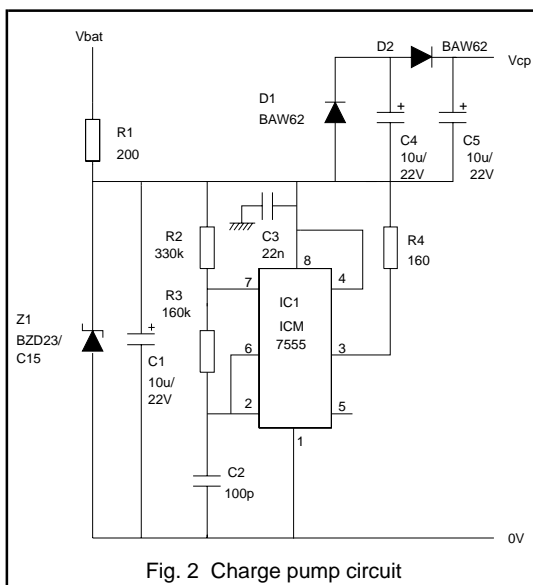 Vbat
D2
BAW62
Vcp
D1
BAW62
R1
200
C4
10u/
22V
C5
10u/
22V
R2
330k
C3
22n
R4
160
8
7
4
R3
160k
IC1
ICM
7555
Z1
BZD23/
C15
6
3
C1
10u/
22V
2
5
1
C2
100p
0V
Fig. 2 Charge pump circuit